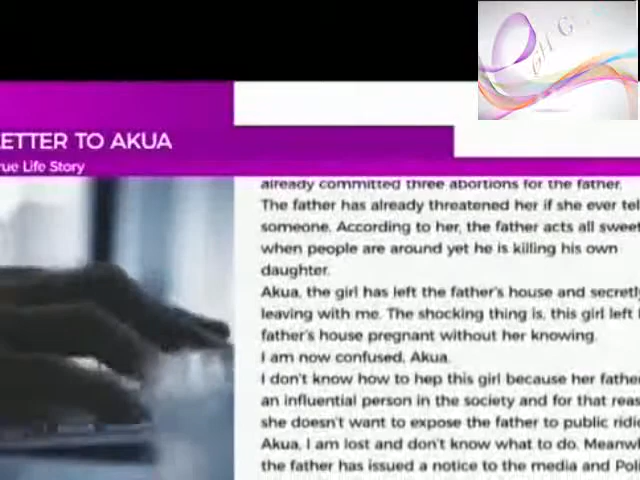 GH G
LETTER TO AKUA
rue Life Story
already committed three abortions for the father.
The father has already threatened her if she ever tel
someone. According to her, the father acts all sweet
when people are around yet he is killing his own
daughter.
Akua, the girl has left the father's house and secretly
leaving with me. The shocking thing is, this girl left
father's house pregnant without her knowing.
I am now confused, Akua.
I don't know how to hep this girl because her father
an influential person in the society and for that reas
she doesn't want to expose the father to public ridic
Akua, I am lost and don't know what to do. Meanwh
the father has issued a notice to the media and Poli